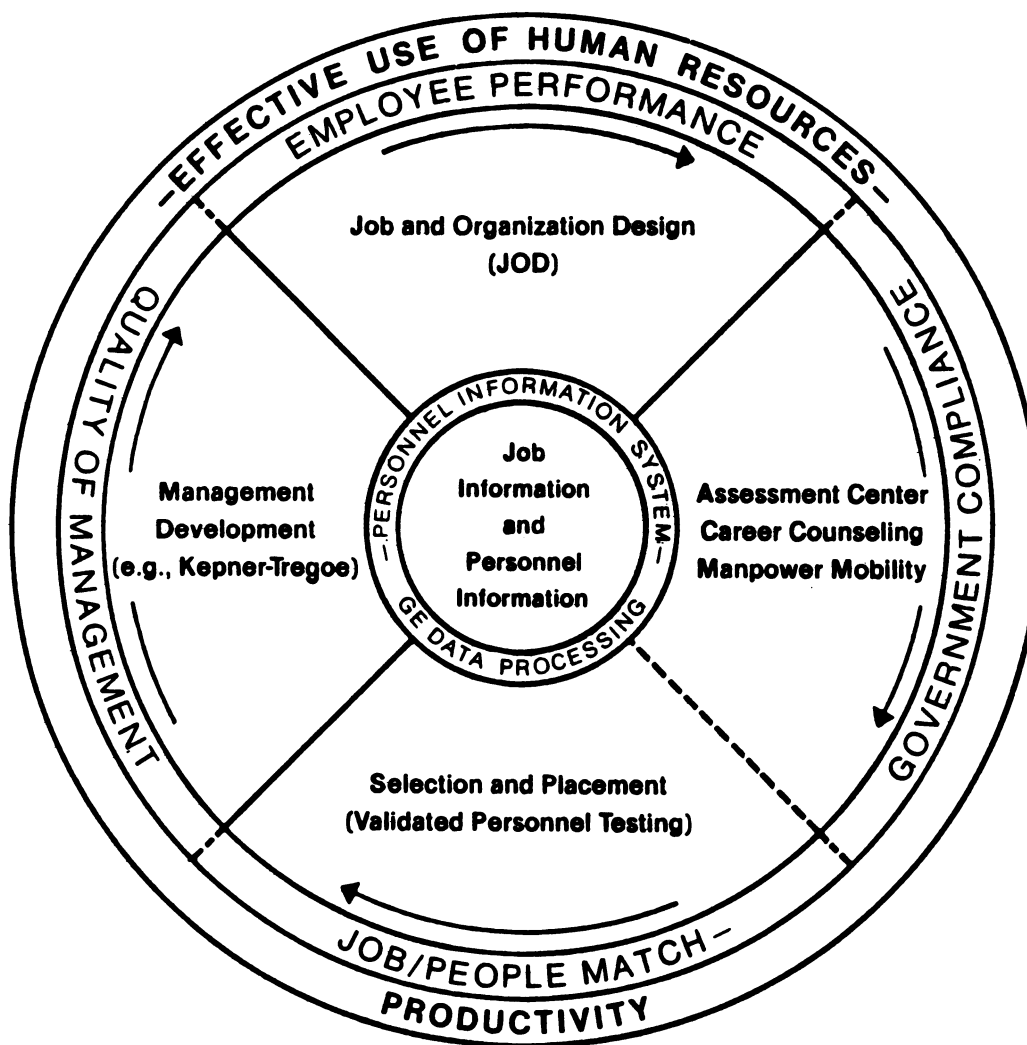 —EFFECTIVE USE OF HUMAN RESOURCES—
EMPLOYEE PERFORMANCE
Job and Organization Design
(JOD)
QUALITY OF MANAGEMENT
GOVERNMENT COMPLIANCE
—PERSONNEL INFORMATION SYSTEM—
Job
Information
and
Personnel
Information
GE DATA PROCESSING
Management
Development
(e.g., Kepner-Tregoe)
Assessment Center
Career Counseling
Manpower Mobility
Selection and Placement
(Validated Personnel Testing)
JOB/PEOPLE MATCH—
PRODUCTIVITY